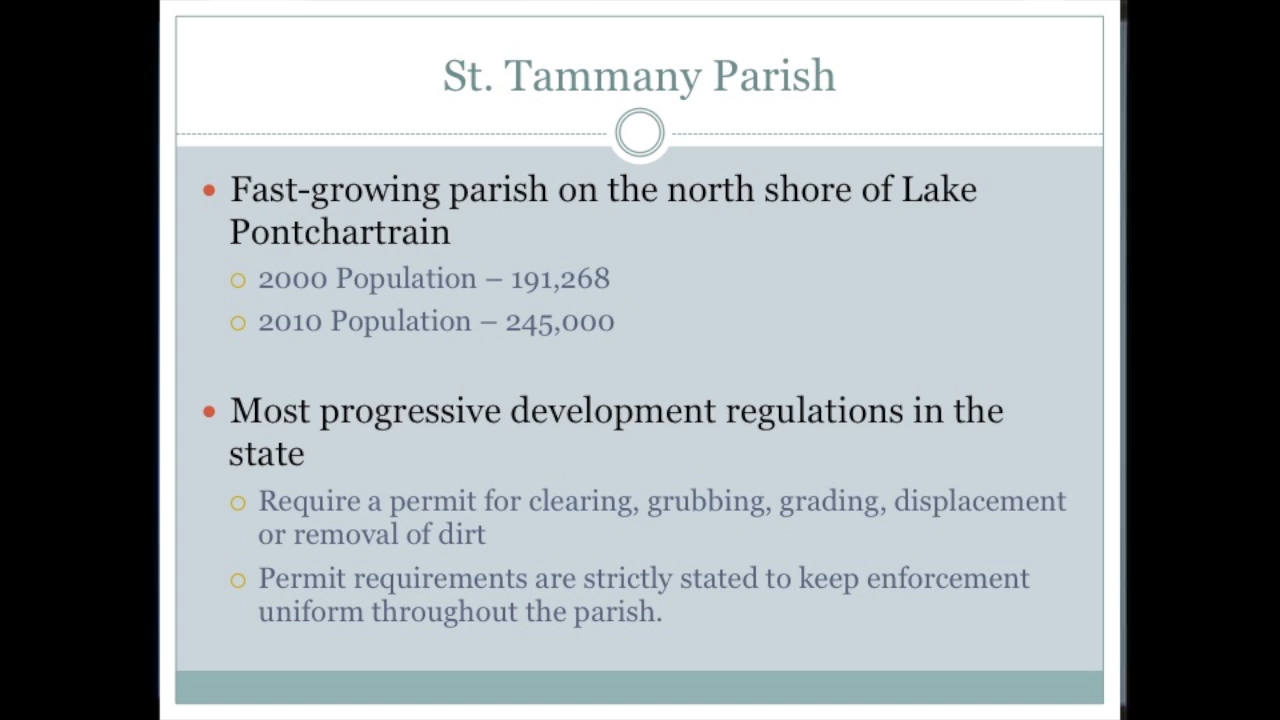 St. Tammany Parish
Fast-growing parish on the north shore of Lake
Pontchartrain
2000 Population – 191,268
2010 Population – 245,000
Most progressive development regulations in the
state
Require a permit for clearing, grubbing, grading, displacement
or removal of dirt
Permit requirements are strictly stated to keep enforcement
uniform throughout the parish.